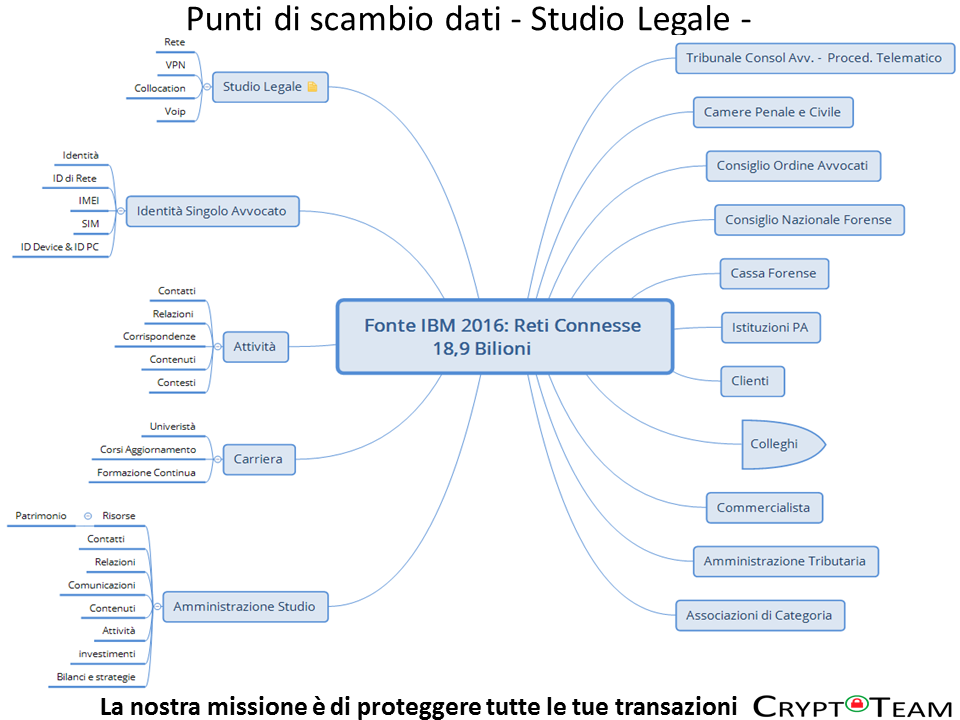 Punti di scambio dati - Studio Legale -
Rete
VPN
Collocation
Voip
Studio Legale
Identità
ID di Rete
IMEI
SIM
ID Device & ID PC
Identità Singolo Avvocato
Contatti
Relazioni
Corrispondenze
Contenuti
Contesti
Attività
Univeristà
Corsi Aggiornamento
Formazione Continua
Carriera
Patrimonio
Risorse
Contatti
Relazioni
Comunicazioni
Contenuti
Attività
investimenti
Bilanci e strategie
Amministrazione Studio
Fonte IBM 2016: Reti Connesse
18,9 Bilioni
Tribunale Consol Avv. - Proced. Telematico
Camere Penale e Civile
Consiglio Ordine Avvocati
Consiglio Nazionale Forense
Cassa Forense
Istituzioni PA
Clienti
Colleghi
Commercialista
Amministrazione Tributaria
Associazioni di Categoria
La nostra missione è di proteggere tutte le tue transazioni
CRYPTOTEAM